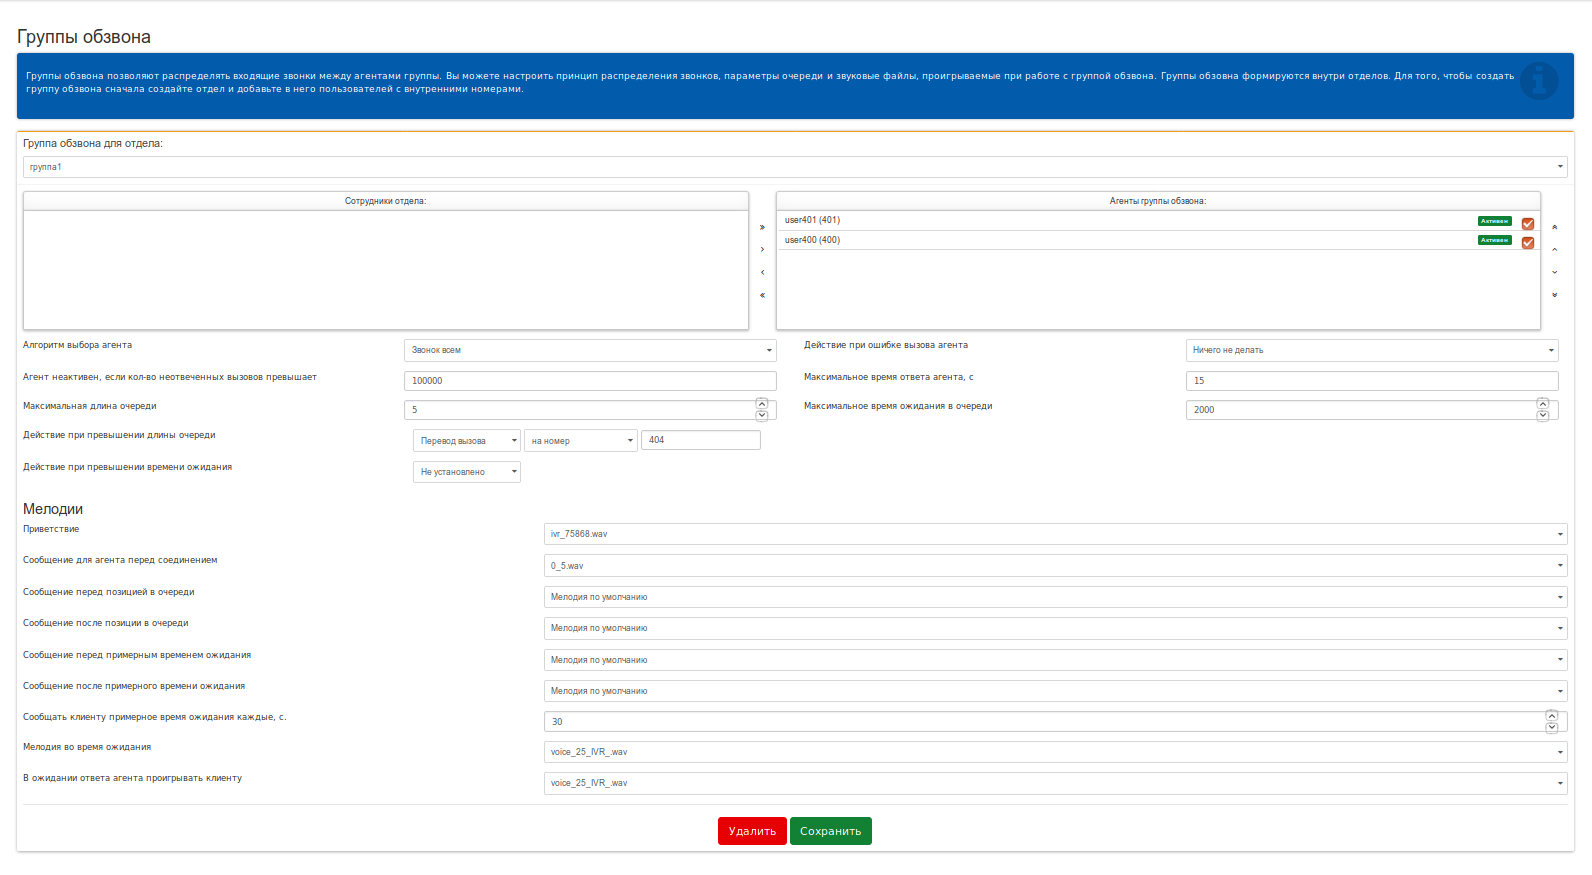 Группы обзвона
Группы обзвона позволяют распределять входящие звонки между агентами группы. Вы можете настроить принцип распределения звонков, параметры очереди и звуковые файлы, проигрываемые при работе с группой обзвона. Группы обзовна формируются внутри отделов. Для того, чтобы создать
группу обзвона сначала создайте отдел и добавьте в него пользователей с внутренними номерами.
Группа обзвона для отдела:
группа1
Сотрудники отдела:
Агенты группы обзвона:
user401 (401) Активен
user400 (400) Активен
Алгоритм выбора агента Звонок всем Действие при ошибке вызова агента Ничего не делать
Агент неактивен, если кол-во неотвеченных вызовов превышает 100000 Максимальное время ответа агента, с 15
Максимальная длина очереди 5 Максимальное время ожидания в очереди 2000
Действие при превышении длины очереди Перевод вызова на номер 404
Действие при превышении времени ожидания Не установлено
Мелодии
Приветствие ivr_75868.wav
Сообщение для агента перед соединением 0_5.wav
Сообщение перед позицией в очереди Мелодия по умолчанию
Сообщение после позиции в очереди Мелодия по умолчанию
Сообщение перед примерным временем ожидания Мелодия по умолчанию
Сообщение после примерного времени ожидания Мелодия по умолчанию
Сообщать клиенту примерное время ожидания каждые, с. 30
Мелодия во время ожидания voice_25_IVR_.wav
В ожидании ответа агента проигрывать клиенту voice_25_IVR_.wav
Удалить Сохранить